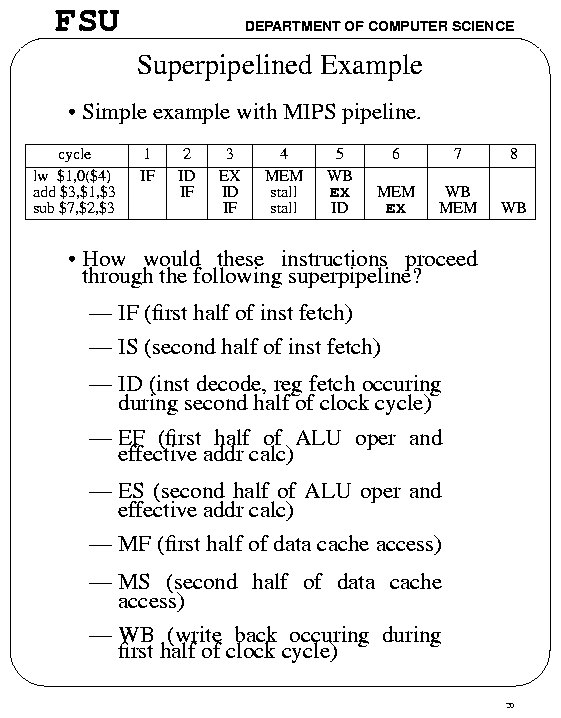 FSU
DEPARTMENT OF COMPUTER SCIENCE
Superpipelined Example
• Simple example with MIPS pipeline.
cycle 1 2 3 4 5 6 7 8
lw $1,0($4) IF ID EX MEM WB
add $3,$1,$3 IF ID stall EX MEM WB
sub $7,$2,$3 IF stall ID EX MEM WB
• How would these instructions proceed
through the following superpipeline?
— IF (first half of inst fetch)
— IS (second half of inst fetch)
— ID (inst decode, reg fetch occuring
during second half of clock cycle)
— EF (first half of ALU oper and
effective addr calc)
— ES (second half of ALU oper and
effective addr calc)
— MF (first half of data cache access)
— MS (second half of data cache
access)
— WB (write back occuring during
first half of clock cycle)